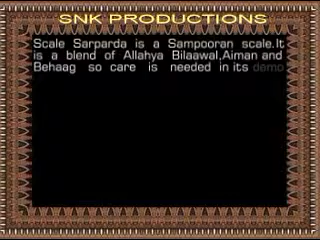 SNK PRODUCTIONS
Scale Sarparda is a Sampooran scale.It
is a blend of Allahya Bilaawal,Aiman and
Behaag so care is needed in its demo